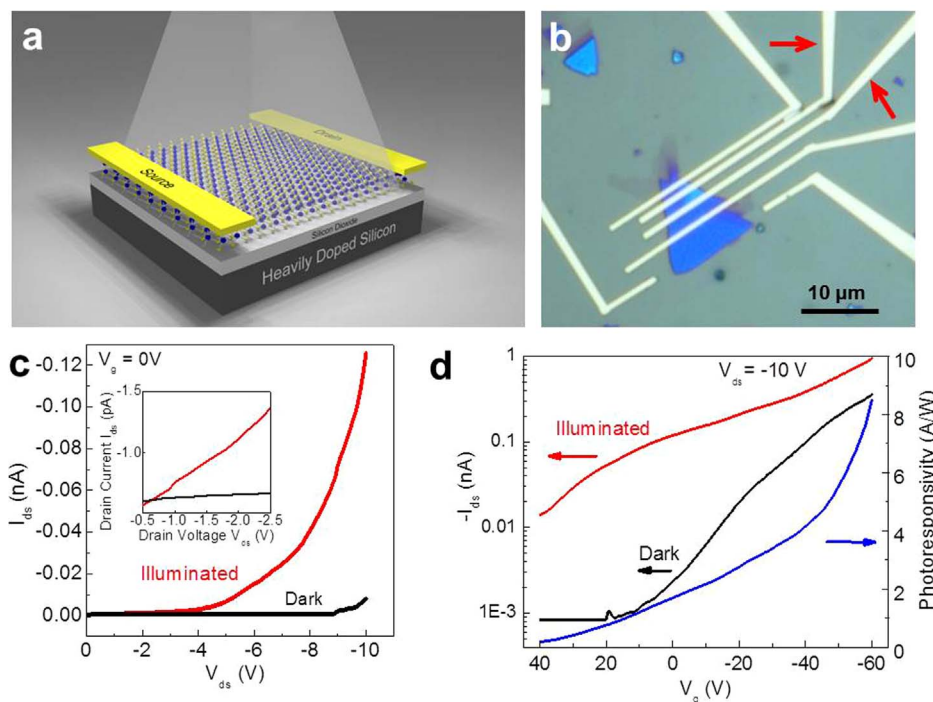 a
Drain
Source
Silicon Dioxide
Heavily Doped Silicon
b
10 µm
c
V_g = 0V
I_ds (nA)
-0.12
-0.10
-0.08
-0.06
-0.04
-0.02
0.00
Drain Current I_ds (pA)
-1.5
-1.0
-0.5 -1.0 -1.5 -2.0 -2.5
Drain Voltage V_ds (V)
Illuminated
Dark
0 -2 -4 -6 -8 -10
V_ds (V)
d
V_ds = -10 V
-I_ds (nA)
1
0.1
0.01
1E-3
Illuminated
Dark
10
8
6
4
2
0
Photoresponsivity (A/W)
40 20 0 -20 -40 -60
V_g (V)